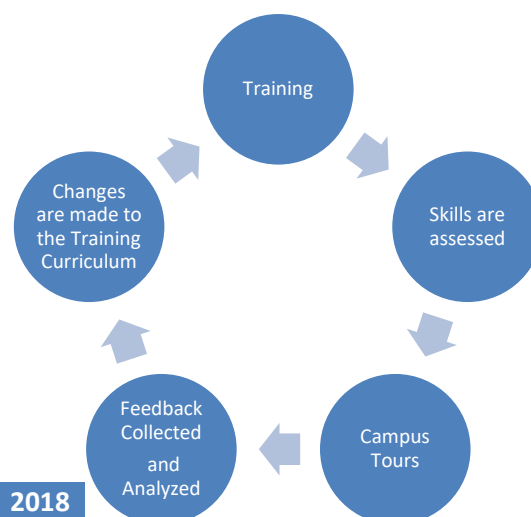 Training
Skills are
assessed
Campus
Tours
Feedback
Collected
and
Analyzed
Changes
are made to
the Training
Curriculum
2018